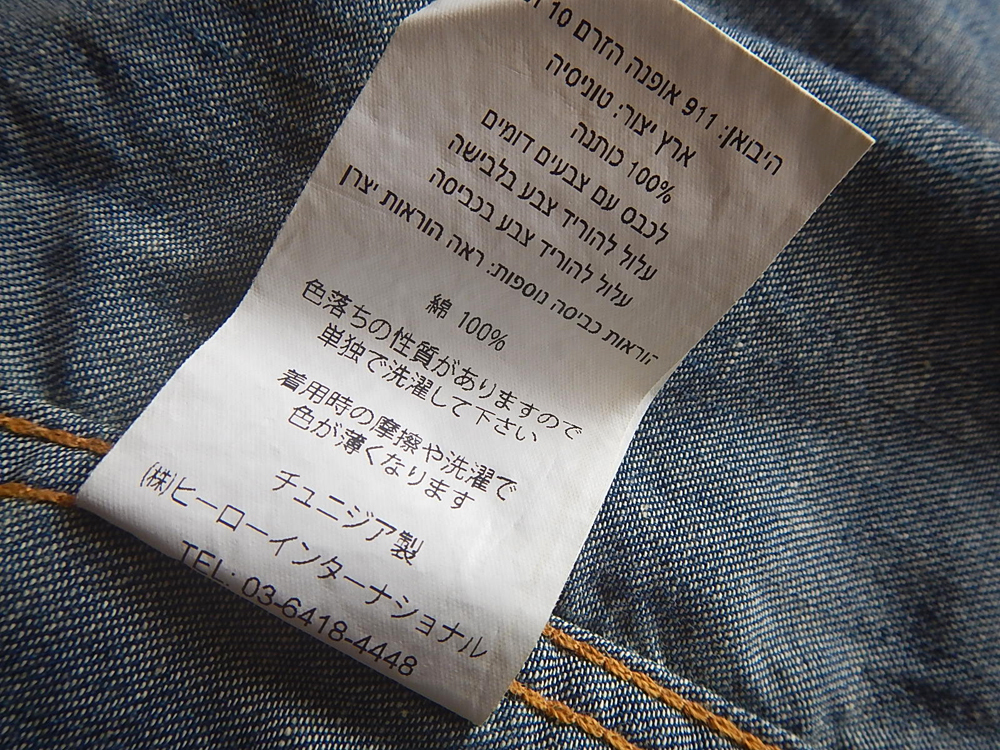 היבואן: 911 אופנה הזרם 10
ארץ יצור: טוניסיה
100% כותנה
לכבס עם צבעים דומים
עלול להוריד צבע בלבישה
עלול להוריד צבע בכביסה
הוראות כביסה נוספות: ראה הוראות יצרן
綿 100%
色落ちの性質がありますので
単独で洗濯して下さい
着用時の摩擦や洗濯で
色が薄くなります
チュニジア製
(株)ヒーローインターナショナル
TEL: 03-6418-4448